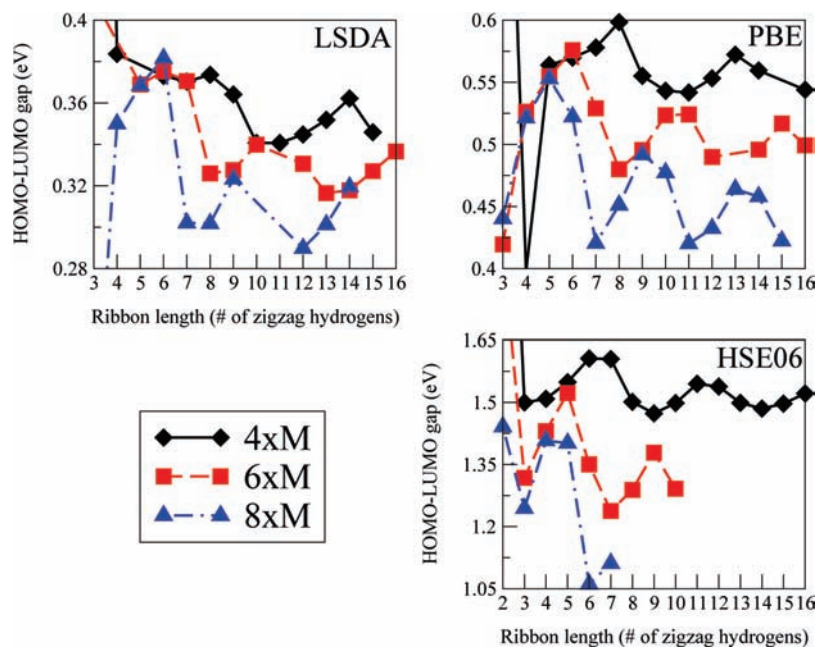 LSDA
HOMO-LUMO gap (eV)
0.4
0.36
0.32
0.28
3 4 5 6 7 8 9 10 11 12 13 14 15 16
Ribbon length (# of zigzag hydrogens)
PBE
0.6
0.55
0.5
0.45
0.4
3 4 5 6 7 8 9 10 11 12 13 14 15 16
Ribbon length (# of zigzag hydrogens)
4xM
6xM
8xM
HSE06
HOMO-LUMO gap (eV)
1.65
1.5
1.35
1.2
1.05
2 3 4 5 6 7 8 9 10 11 12 13 14 15 16
Ribbon length (# of zigzag hydrogens)